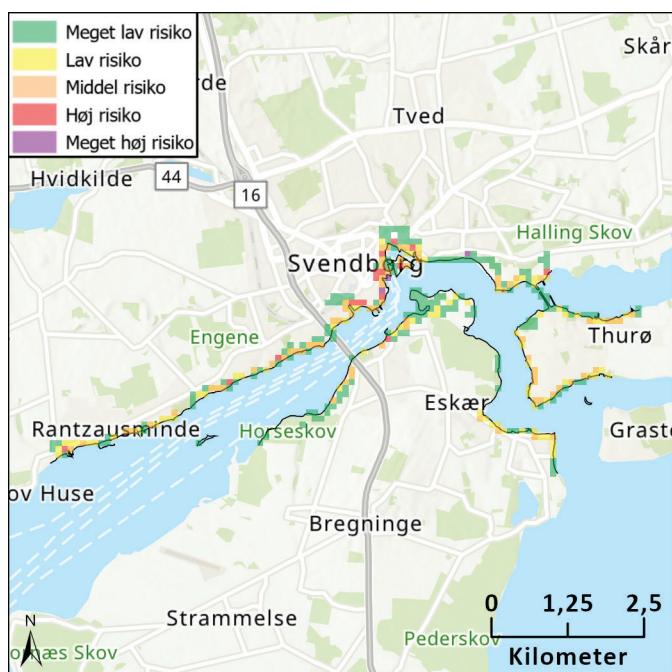 Meget lav risiko
Lav risiko
Middel risiko
Høj risiko
Meget høj risiko
Skår
rde
Tved
Hvidkilde
44
16
Halling Skov
Svendborg
Engene
Thurø
Eskær
Rantzausminde
Horseskov
Graste
ov Huse
Bregninge
0 1,25 2,5
Kilometer
Strammelse
N
Pederskov
ornæs Skov